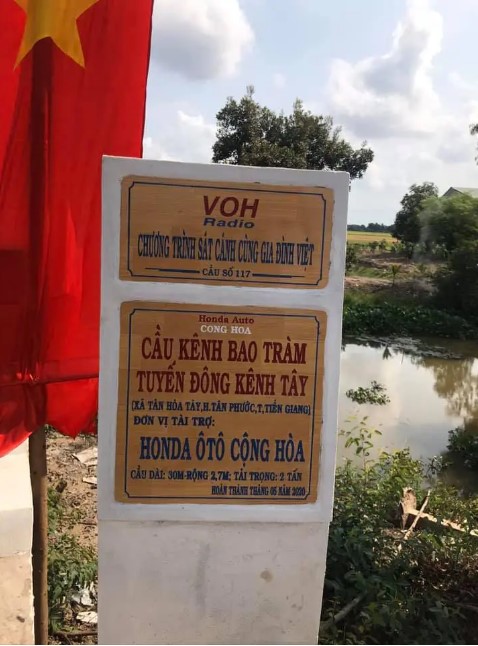 VOH
Radio
CHƯƠNG TRÌNH SÁT CÁNH CÙNG GIA ĐÌNH VIỆT
CẦU SỐ 117
Honda Auto
CONG HOA
CẦU KÊNH BAO TRÀM
TUYẾN ĐÔNG KÊNH TÂY
(XÃ TÂN HÒA TÂY,H.TÂN PHƯỚC,T,TIỀN GIANG)
ĐƠN VỊ TÀI TRỢ:
HONDA ÔTÔ CỘNG HÒA
CẦU DÀI: 30M-RỘNG 2,7M; TẢI TRỌNG: 2 TẤN
HOÀN THÀNH THÁNG 05 NĂM 2020